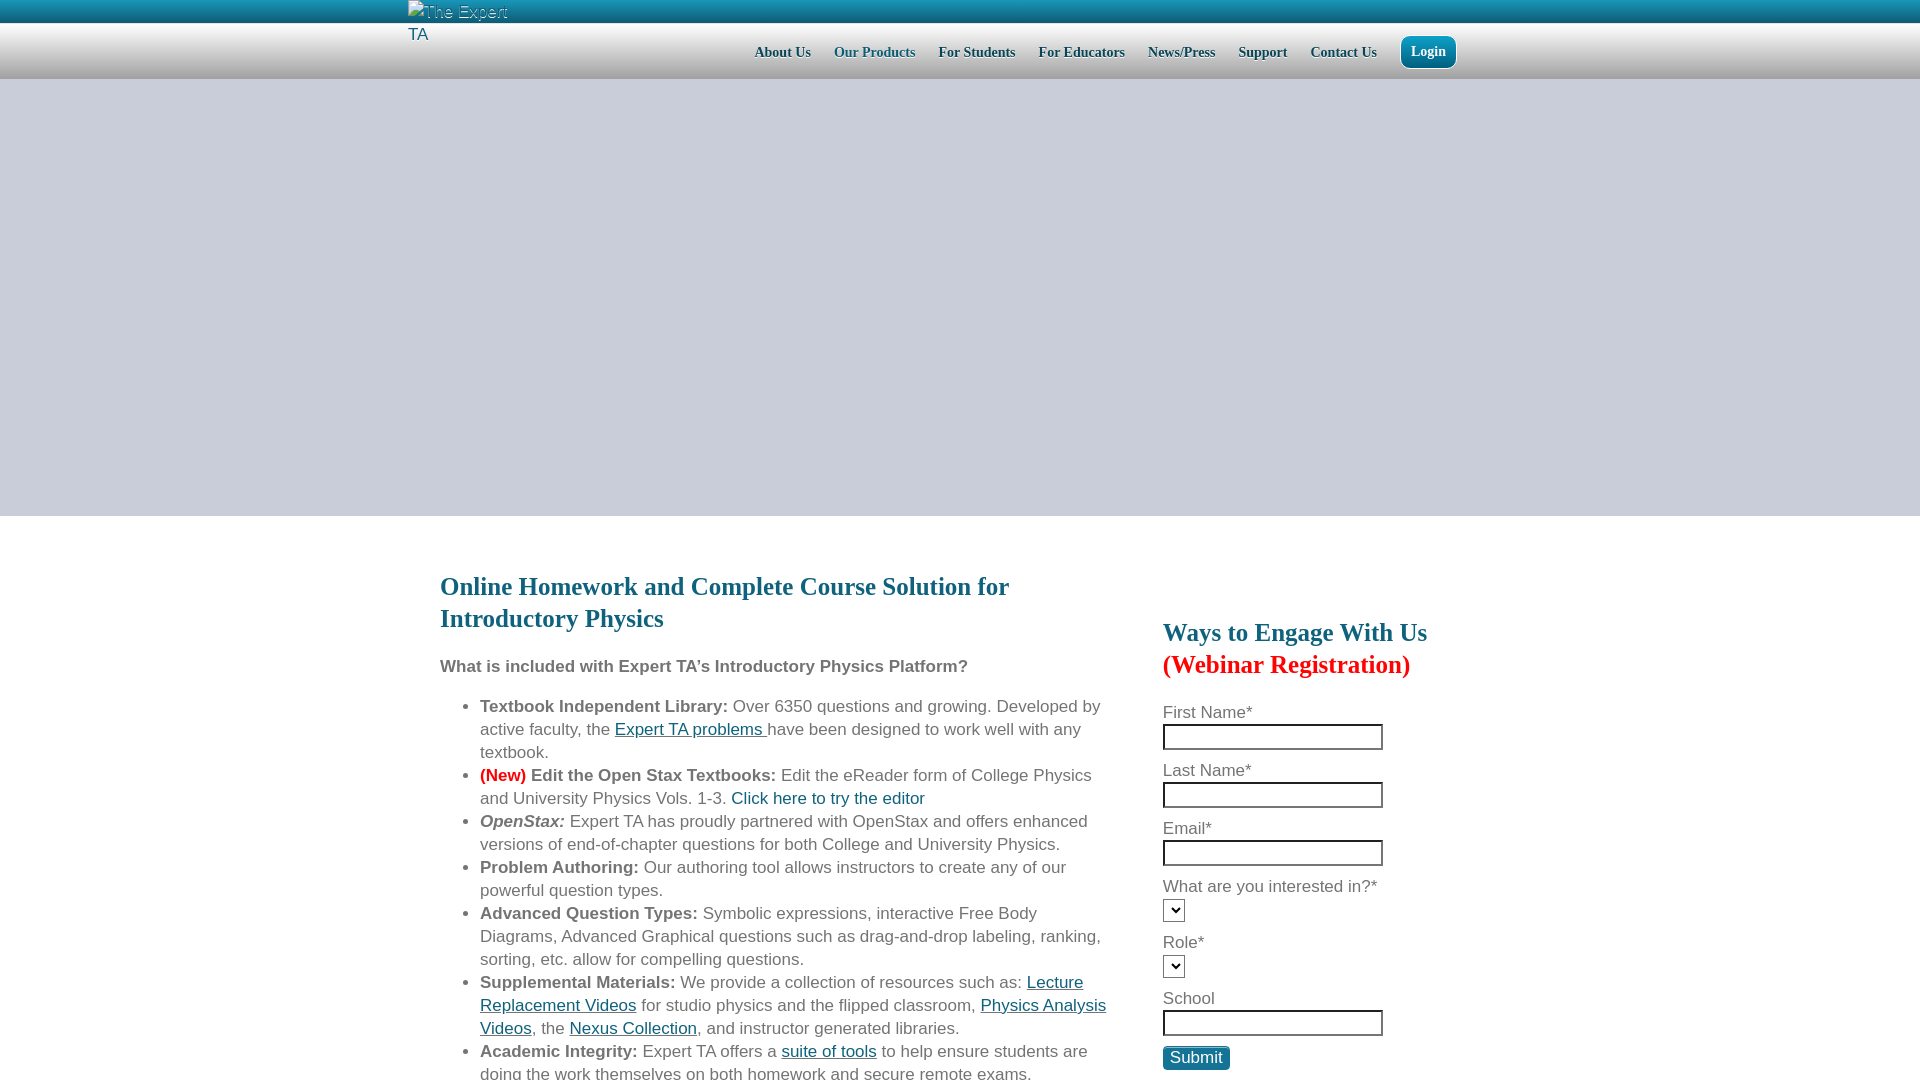 The Expert
TA
About Us Our Products For Students For Educators News/Press Support Contact Us Login
Online Homework and Complete Course Solution for
Introductory Physics
What is included with Expert TA’s Introductory Physics Platform?
• Textbook Independent Library: Over 6350 questions and growing. Developed by
active faculty, the Expert TA problems have been designed to work well with any
textbook.
• (New) Edit the Open Stax Textbooks: Edit the eReader form of College Physics
and University Physics Vols. 1-3. Click here to try the editor
• OpenStax: Expert TA has proudly partnered with OpenStax and offers enhanced
versions of end-of-chapter questions for both College and University Physics.
• Problem Authoring: Our authoring tool allows instructors to create any of our
powerful question types.
• Advanced Question Types: Symbolic expressions, interactive Free Body
Diagrams, Advanced Graphical questions such as drag-and-drop labeling, ranking,
sorting, etc. allow for compelling questions.
• Supplemental Materials: We provide a collection of resources such as: Lecture
Replacement Videos for studio physics and the flipped classroom, Physics Analysis
Videos, the Nexus Collection, and instructor generated libraries.
• Academic Integrity: Expert TA offers a suite of tools to help ensure students are
doing the work themselves on both homework and secure remote exams.
Ways to Engage With Us
(Webinar Registration)
First Name*
Last Name*
Email*
What are you interested in?*
Role*
School
Submit